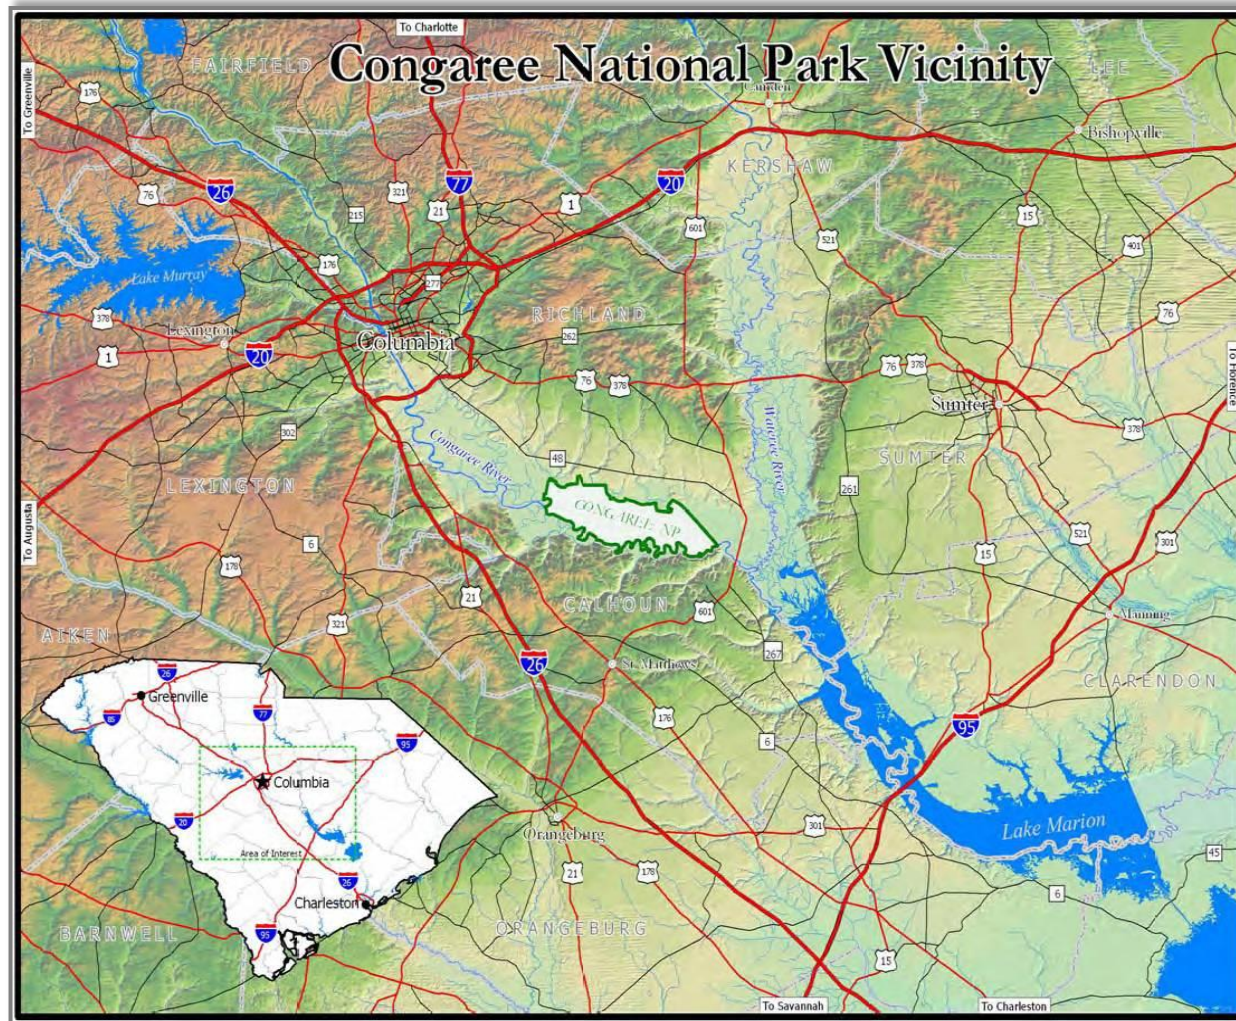 To Charlotte
Congaree National Park Vicinity
FAIRFIELD
LEE
To Greenville
176
Camden
Bishopville
KERSHAW
26
77
20
76
321
21
1
215
601
15
521
401
176
Lake Murray
277
RICHLAND
76
378
Lexington
Columbia
262
1
20
76
378
76
378
To Florence
Sumter
302
Congaree River
Wateree River
48
378
SUMTER
LEXINGTON
261
CONGAREE NP
To Augusta
6
521
301
15
178
21
CALHOUN
601
321
Manning
AIKEN
267
26
St. Matthews
CLARENDON
176
95
6
26
Greenville
85
77
95
Columbia
20
Area of Interest
26
Charleston
95
Orangeburg
301
Lake Marion
45
21
178
6
BARNWELL
ORANGEBURG
15
To Savannah
To Charleston